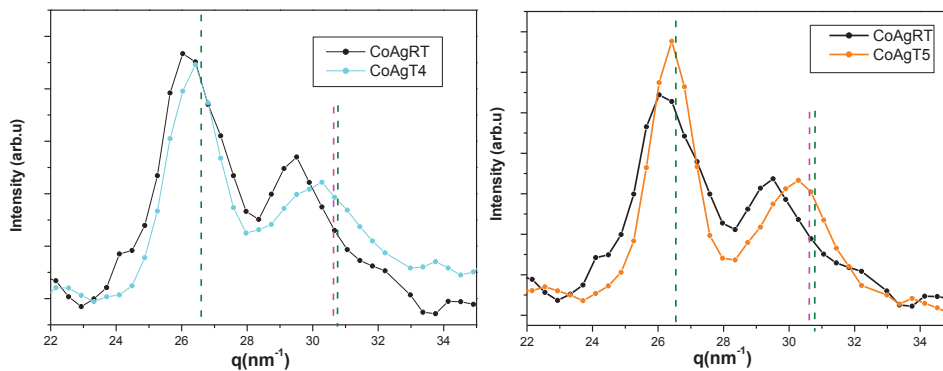 Intensity (arb.u)
CoAgRT
CoAgT4
22 24 26 28 30 32 34
q(nm⁻¹)
Intensity (arb.u)
CoAgRT
CoAgT5
22 24 26 28 30 32 34
q(nm⁻¹)